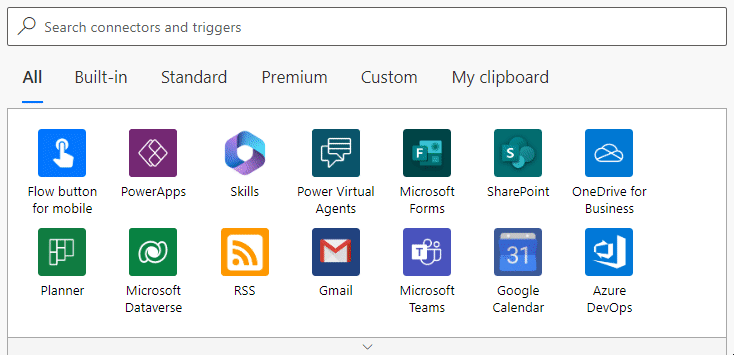 Search connectors and triggers
All Built-in Standard Premium Custom My clipboard
F S
Flow button PowerApps Skills Power Virtual Microsoft SharePoint OneDrive for
for mobile Agents Forms Business
T 31
Planner Microsoft RSS Gmail Microsoft Google Azure
Dataverse Teams Calendar DevOps